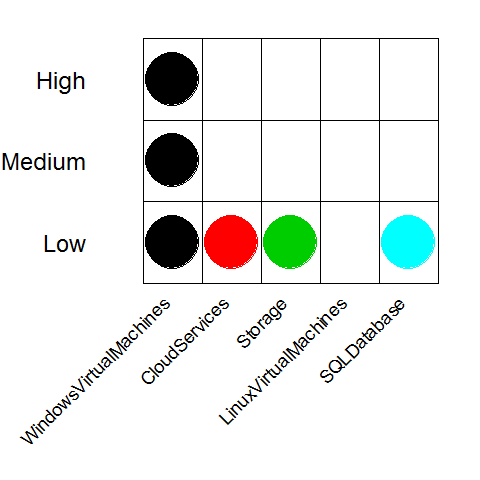 High
Medium
Low
WindowsVirtualMachines
CloudServices
Storage
LinuxVirtualMachines
SQLDatabase